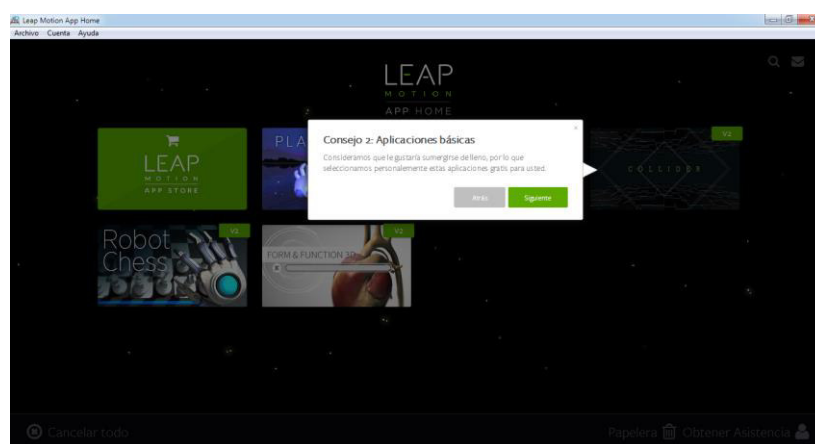 Leap Motion App Home
Archivo Cuenta Ayuda
LEAP
MOTION
APP HOME
LEAP
MOTION
APP STORE
PLA
Consejo 2: Aplicaciones básicas
Consideramos que le gustaría sumergirse de lleno, por lo que
seleccionamos personalmente estas aplicaciones gratis para usted.
Atrás Siguiente
V2
COLLIDER
Robot
Chess
V2
FORM & FUNCTION 3D
V2
Cancelar todo
Papelera Obtener Asistencia